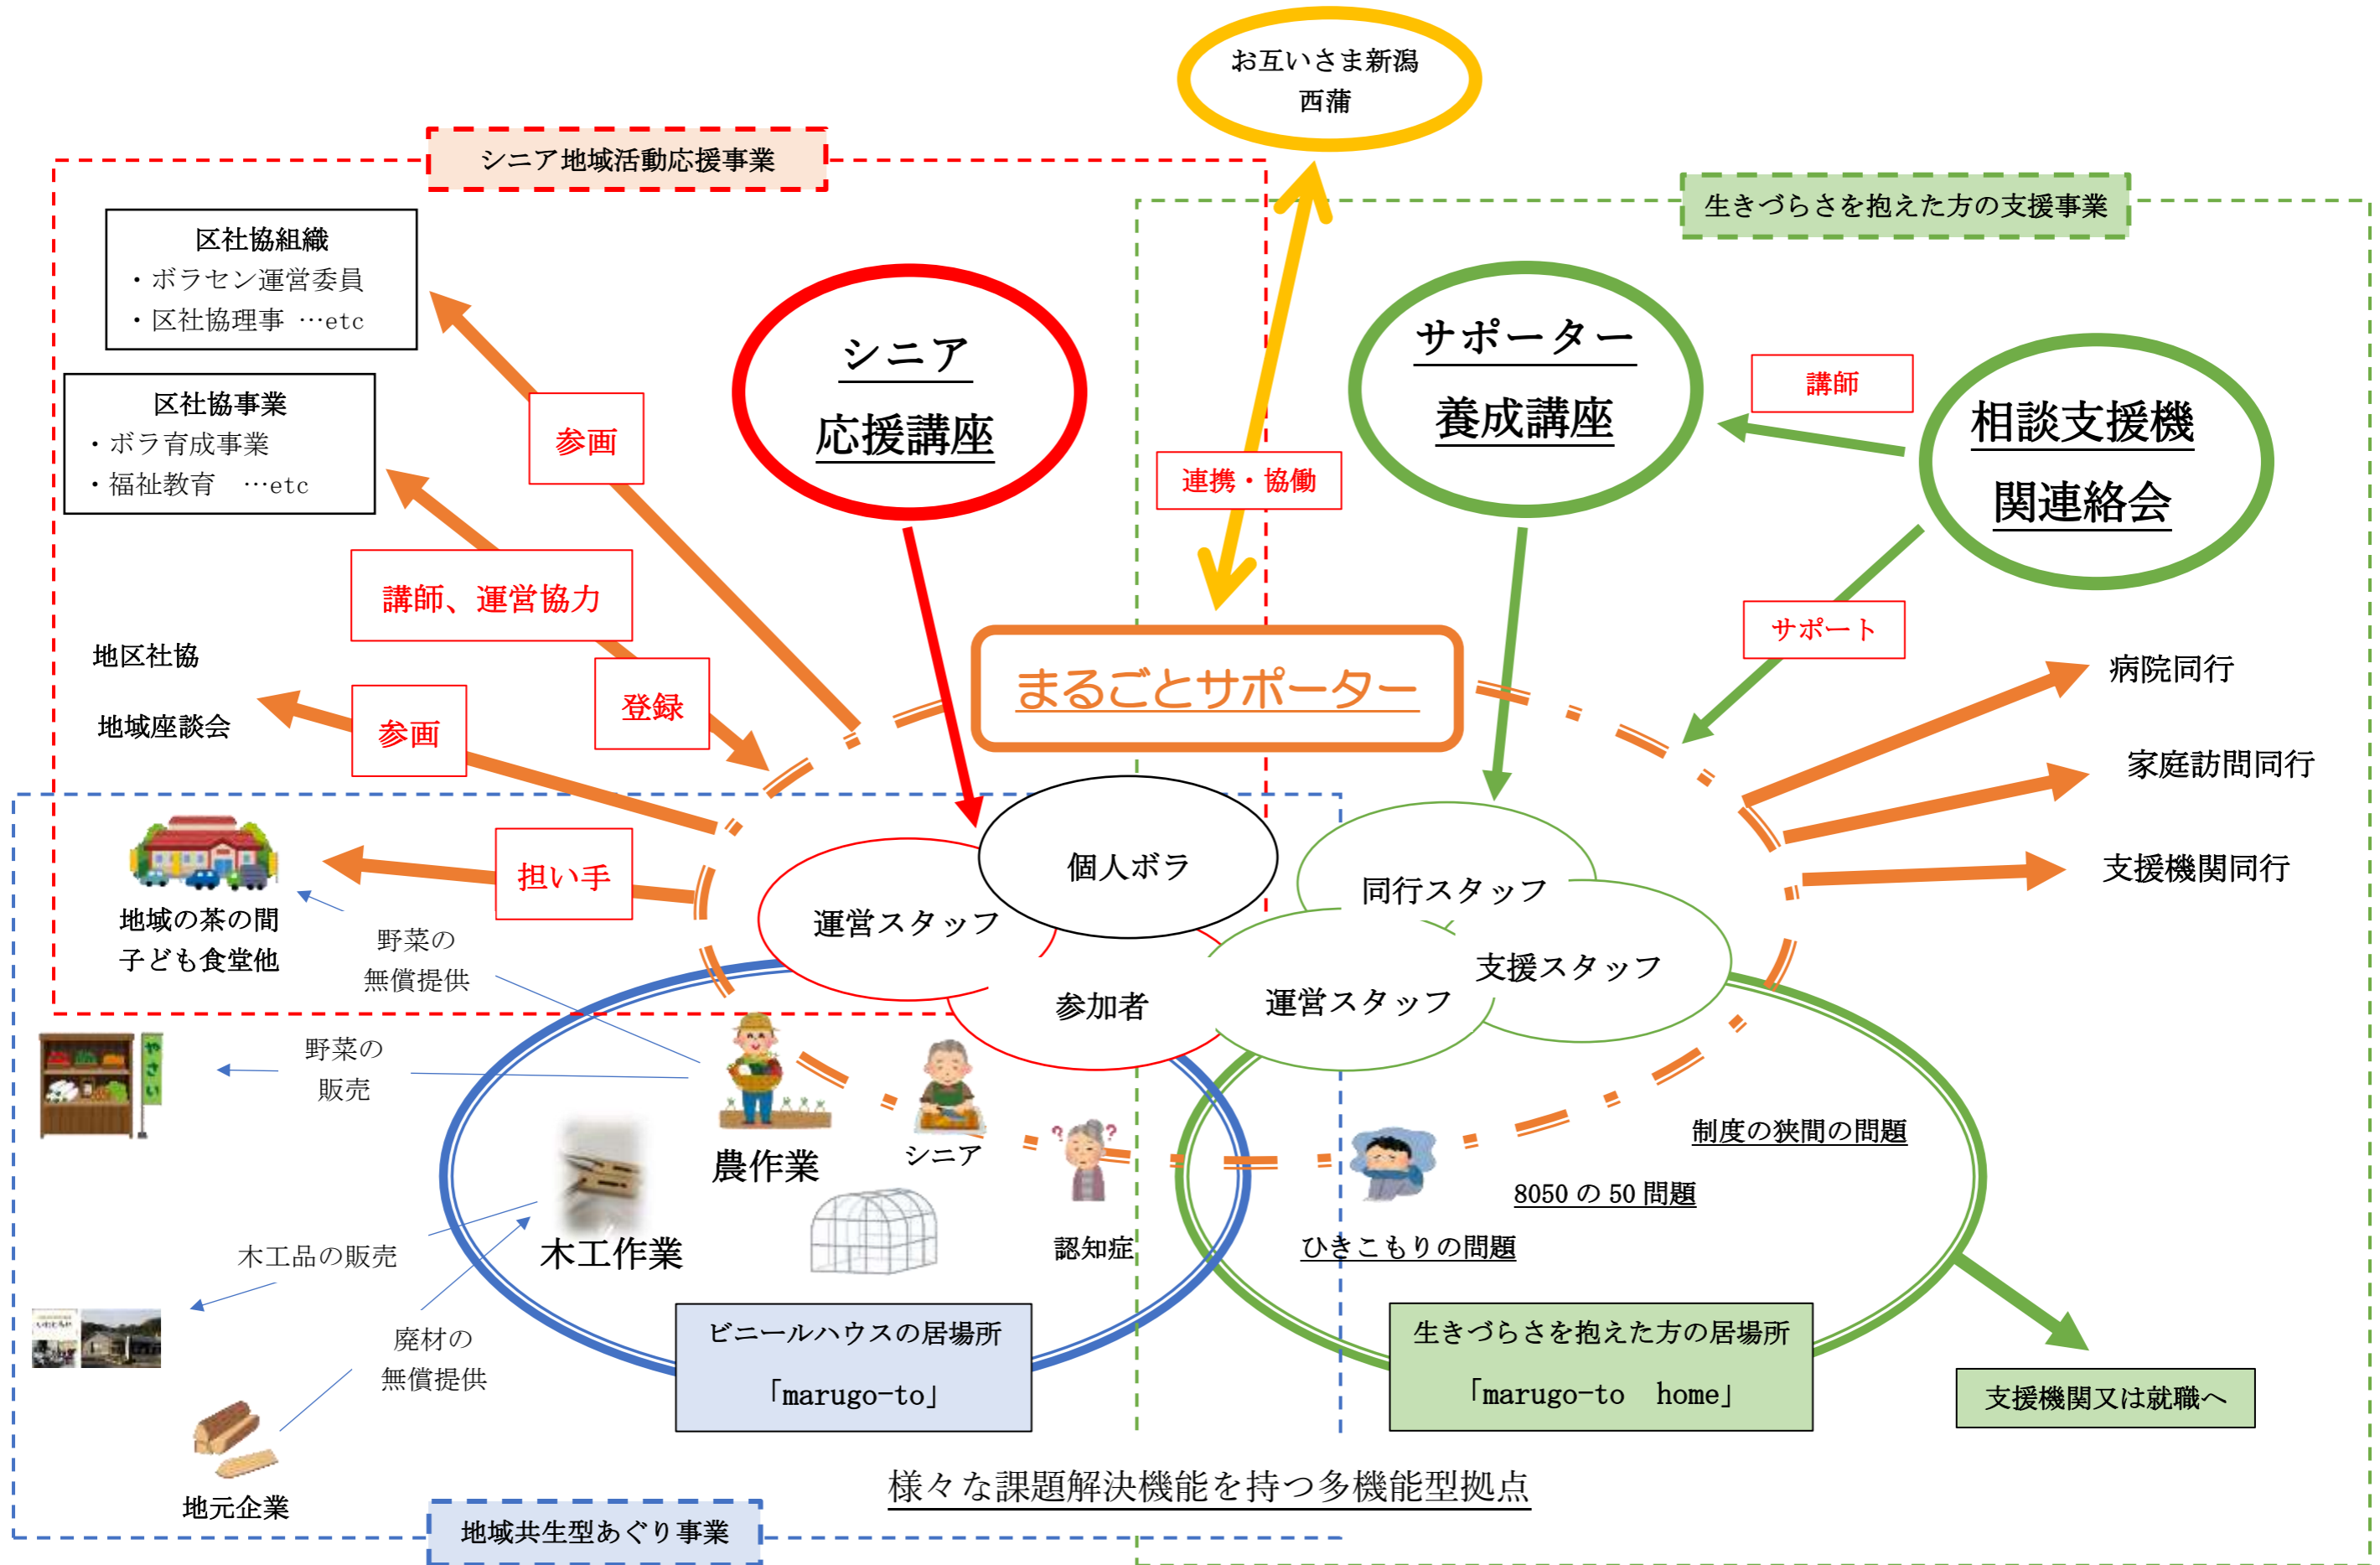 お互いさま新潟
西蒲
シニア地域活動応援事業
生きづらさを抱えた方の支援事業
区社協組織
・ボラセン運営委員
・区社協理事 …etc
区社協事業
・ボラ育成事業
・福祉教育 …etc
参画
シニア
応援講座
連携・協働
サポーター
養成講座
講師
相談支援機
関連絡会
サポート
講師、運営協力
登録
地区社協
地域座談会
参画
まるごとサポーター
病院同行
家庭訪問同行
支援機関同行
担い手
地域の茶の間
子ども食堂他
個人ボラ
運営スタッフ
参加者
同行スタッフ
支援スタッフ
運営スタッフ
野菜の
無償提供
やさい
野菜の
販売
農作業
シニア
認知症
木工作業
制度の狭間の問題
8050 の 50 問題
ひきこもりの問題
木工品の販売
廃材の
無償提供
地元企業
ビニールハウスの居場所
「marugo-to」
生きづらさを抱えた方の居場所
「marugo-to home」
支援機関又は就職へ
様々な課題解決機能を持つ多機能型拠点
地域共生型あぐり事業